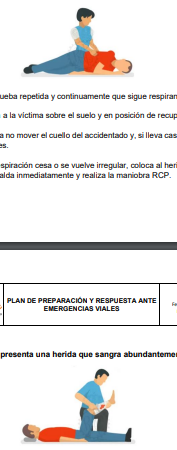 ueba repetida y continuamente que sigue respiran
a la víctima sobre el suelo y en posición de recup
a no mover el cuello del accidentado y, si lleva cas
es.
espiración cesa o se vuelve irregular, coloca al heri
alda inmediatamente y realiza la maniobra RCP.
PLAN DE PREPARACIÓN Y RESPUESTA ANTE
EMERGENCIAS VIALES
Fe
presenta una herida que sangra abundantemen